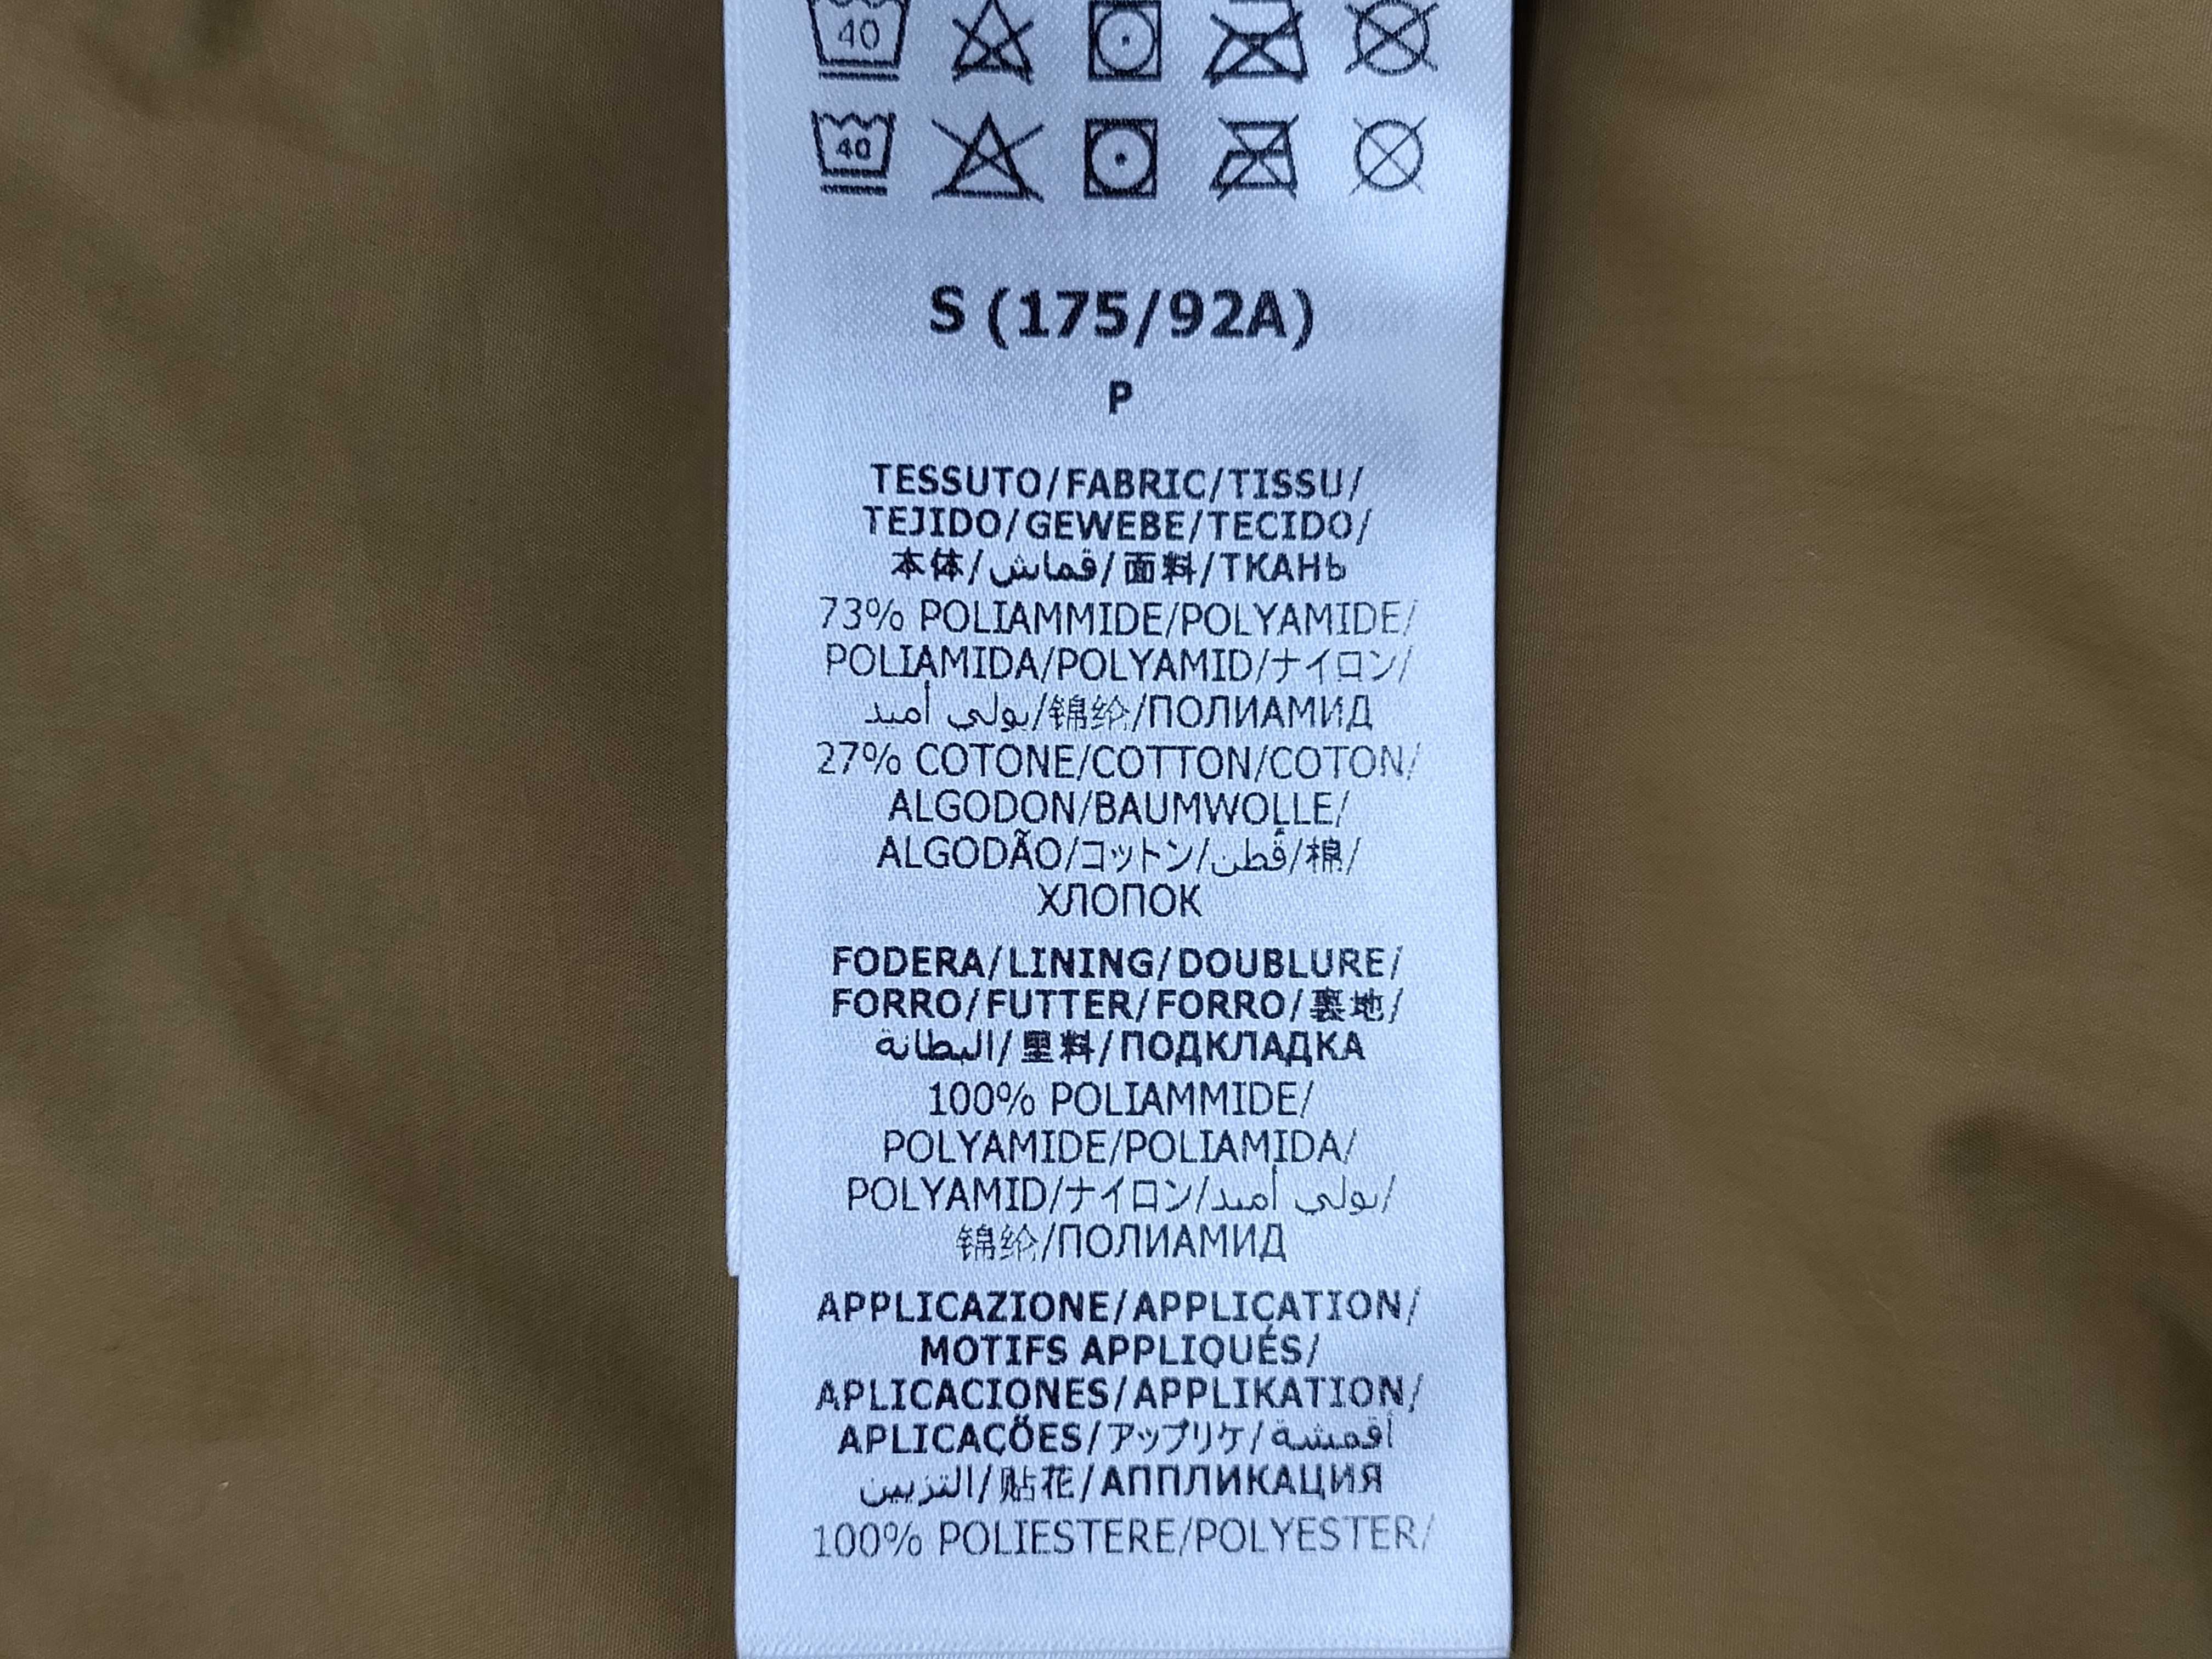 40
40
S (175/92A)
P
TESSUTO/FABRIC/TISSU/
TEJIDO/GEWEBE/TECIDO/
本体/قماش/面料/ТКАНЬ
73% POLIAMMIDE/POLYAMIDE/
POLIAMIDA/POLYAMID/ナイロン/
بولي أميد/锦纶/ПОЛИАМИД
27% COTONE/COTTON/COTON/
ALGODON/BAUMWOLLE/
ALGODÃO/コットン/قطن/棉/
ХЛОПОК
FODERA/LINING/DOUBLURE/
FORRO/FUTTER/FORRO/裏地/
البطانة/里料/ПОДКЛАДКА
100% POLIAMMIDE/
POLYAMIDE/POLIAMIDA/
POLYAMID/ナイロン/بولي أميد/
锦纶/ПОЛИАМИД
APPLICAZIONE/APPLICATION/
MOTIFS APPLIQUÉS/
APLICACIONES/APPLIKATION/
APLICAÇÕES/アップリケ/أقمشة
التزيين/贴花/АППЛИКАЦИЯ
100% POLIESTERE/POLYESTER/